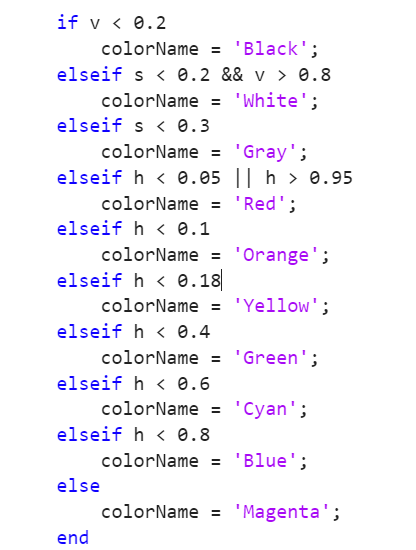 if v < 0.2
    colorName = 'Black';
elseif s < 0.2 && v > 0.8
    colorName = 'White';
elseif s < 0.3
    colorName = 'Gray';
elseif h < 0.05 || h > 0.95
    colorName = 'Red';
elseif h < 0.1
    colorName = 'Orange';
elseif h < 0.18
    colorName = 'Yellow';
elseif h < 0.4
    colorName = 'Green';
elseif h < 0.6
    colorName = 'Cyan';
elseif h < 0.8
    colorName = 'Blue';
else
    colorName = 'Magenta';
end